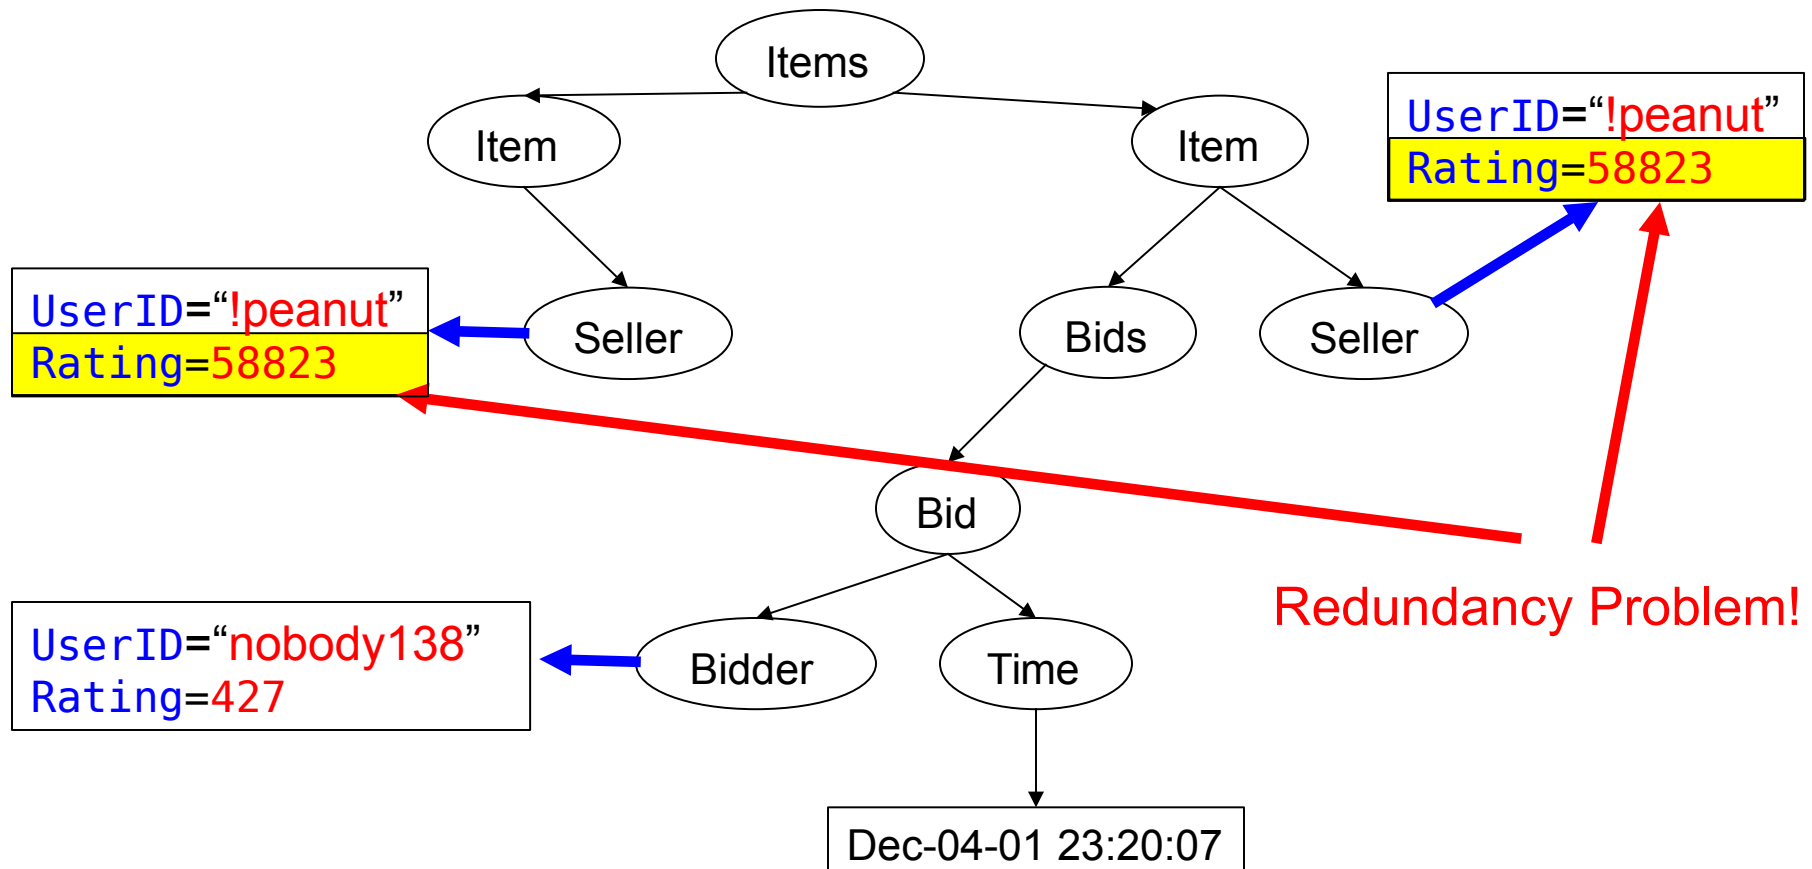 Items
Item
Item
UserID=“!peanut”
Rating=58823
UserID=“!peanut”
Rating=58823
Seller
Bids
Seller
Bid
Redundancy Problem!
UserID=“nobody138”
Rating=427
Bidder
Time
Dec-04-01 23:20:07